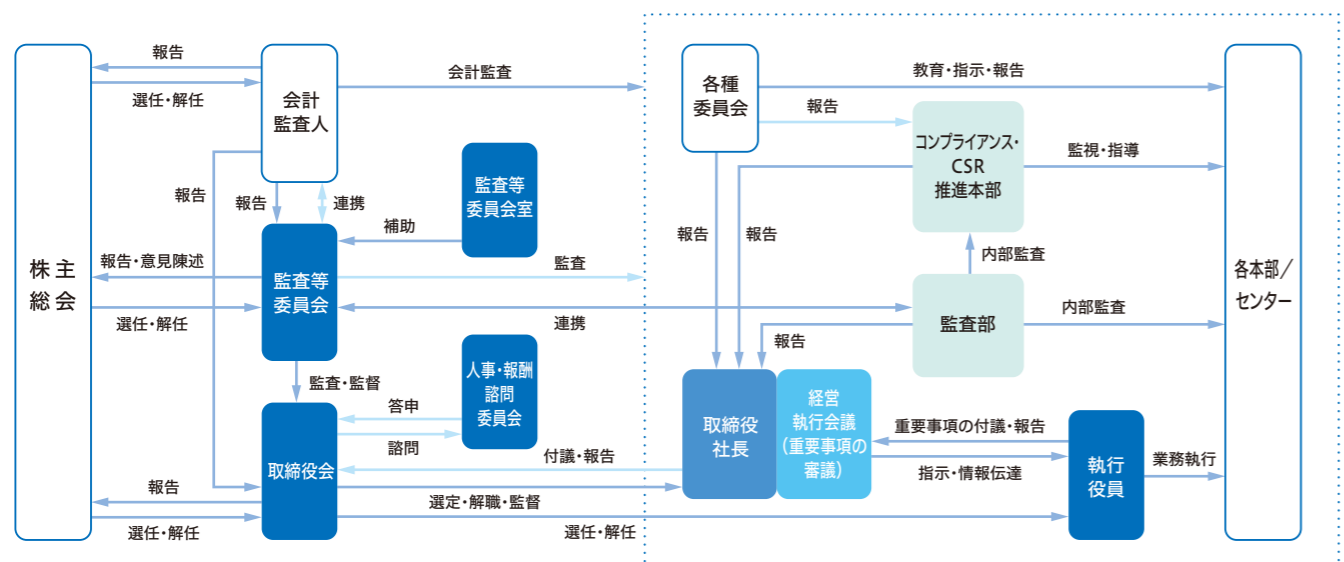 株主
総会
報告
選任・解任
会計
監査人
会計監査
報告
報告
連携
監査等
委員会室
補助
報告・意見陳述
監査等
委員会
監査
選任・解任
連携
監査・監督
人事・報酬
諮問
委員会
答申
諮問
取締役会
付議・報告
報告
選定・解職・監督
選任・解任
選任・解任
各種
委員会
教育・指示・報告
報告
コンプライアンス・
CSR
推進本部
監視・指導
報告
報告
内部監査
監査部
内部監査
報告
取締役
社長
経営
執行会議
(重要事項の
審議)
重要事項の付議・報告
指示・情報伝達
執行
役員
業務執行
各本部/
センター